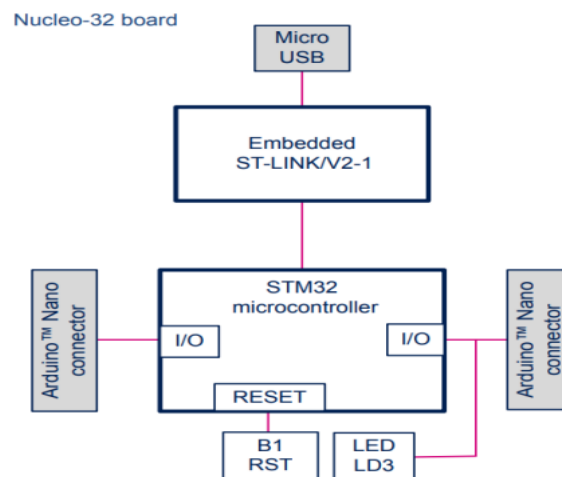 Nucleo-32 board
Micro
USB
Embedded
ST-LINK/V2-1
STM32
microcontroller
Arduino™ Nano
connector
I/O
I/O
Arduino™ Nano
connector
RESET
B1
RST
LED
LD3